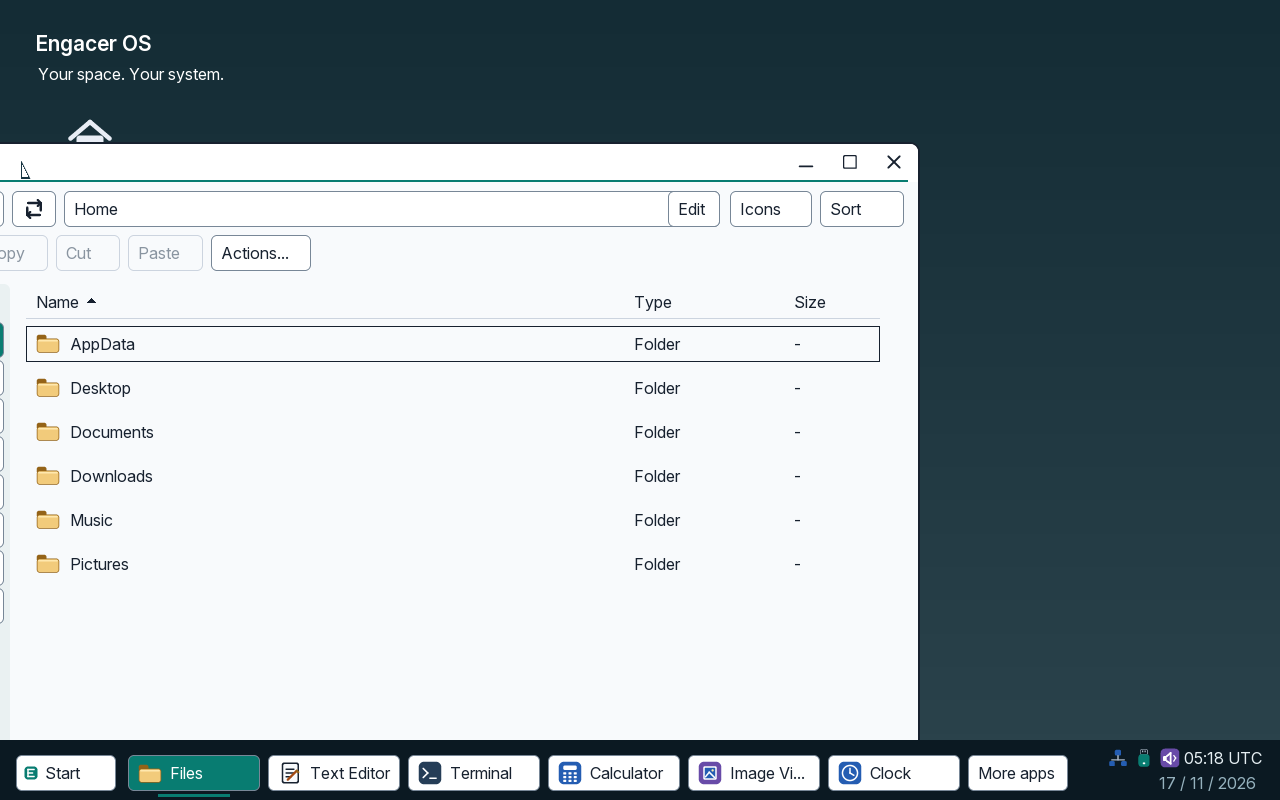 Engacer OS
Your space. Your system.
Home
Edit
Icons
Sort
opy
Cut
Paste
Actions...
Name
Type
Size
AppData
Folder
-
Desktop
Folder
-
Documents
Folder
-
Downloads
Folder
-
Music
Folder
-
Pictures
Folder
-
Start
Files
Text Editor
Terminal
Calculator
Image Vi...
Clock
More apps
05:18 UTC
17 / 11 / 2026